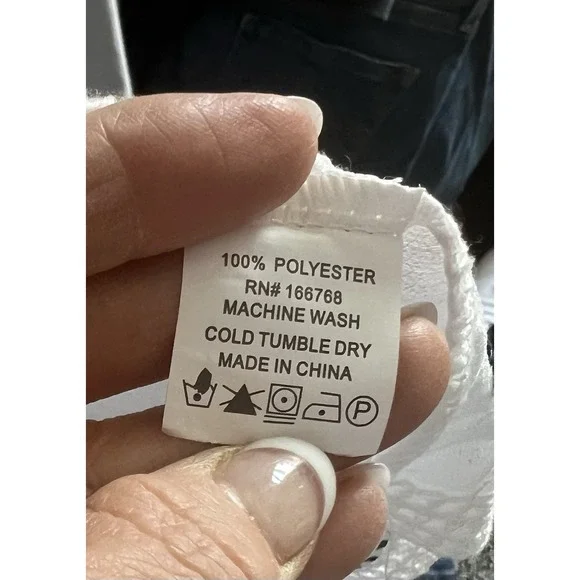 100% POLYESTER
RN# 166768
MACHINE WASH
COLD TUMBLE DRY
MADE IN CHINA
P